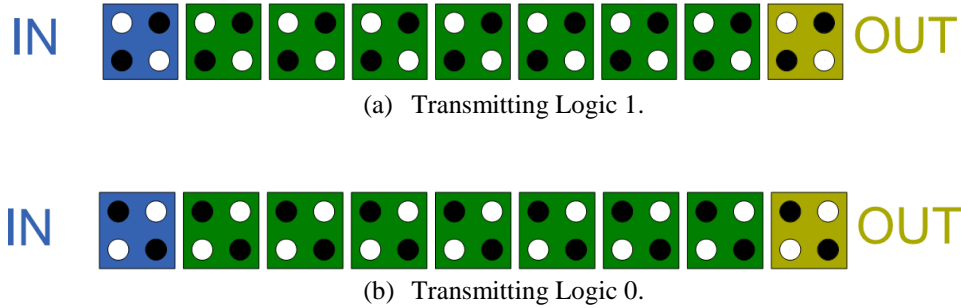 IN OUT
(a) Transmitting Logic 1.
IN OUT
(b) Transmitting Logic 0.